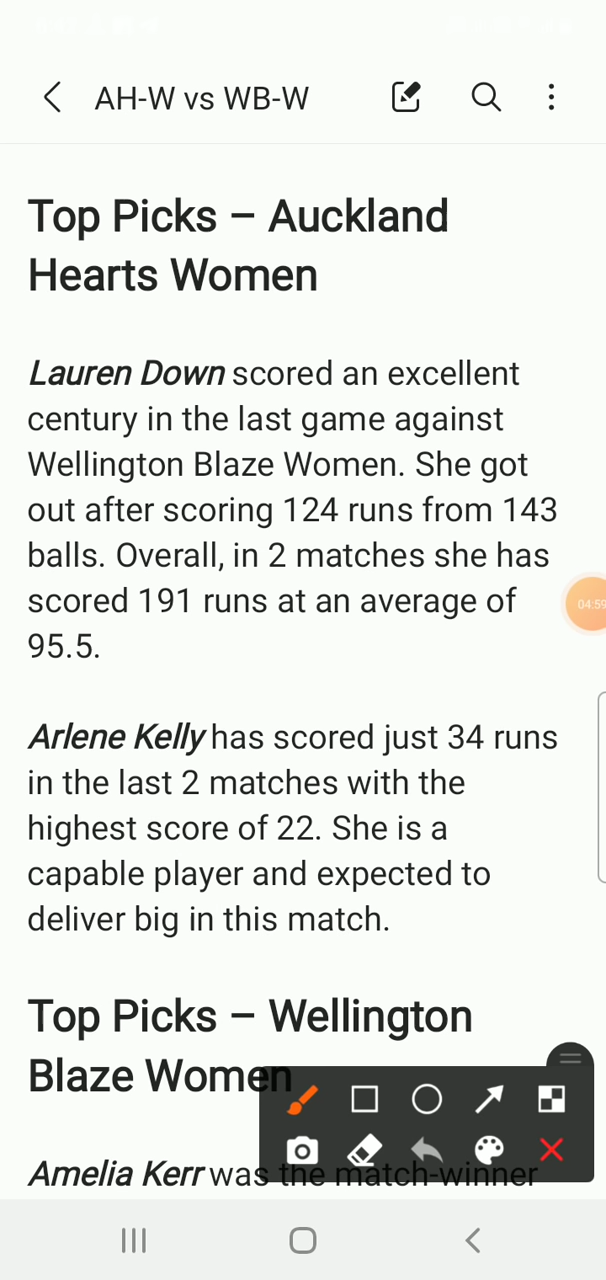 AH-W vs WB-W
Top Picks – Auckland
Hearts Women
Lauren Down scored an excellent
century in the last game against
Wellington Blaze Women. She got
out after scoring 124 runs from 143
balls. Overall, in 2 matches she has
scored 191 runs at an average of
04:59
95.5.
Arlene Kelly has scored just 34 runs
in the last 2 matches with the
highest score of 22. She is a
capable player and expected to
deliver big in this match.
Top Picks – Wellington
Blaze Women
Amelia Kerr was the match-winner